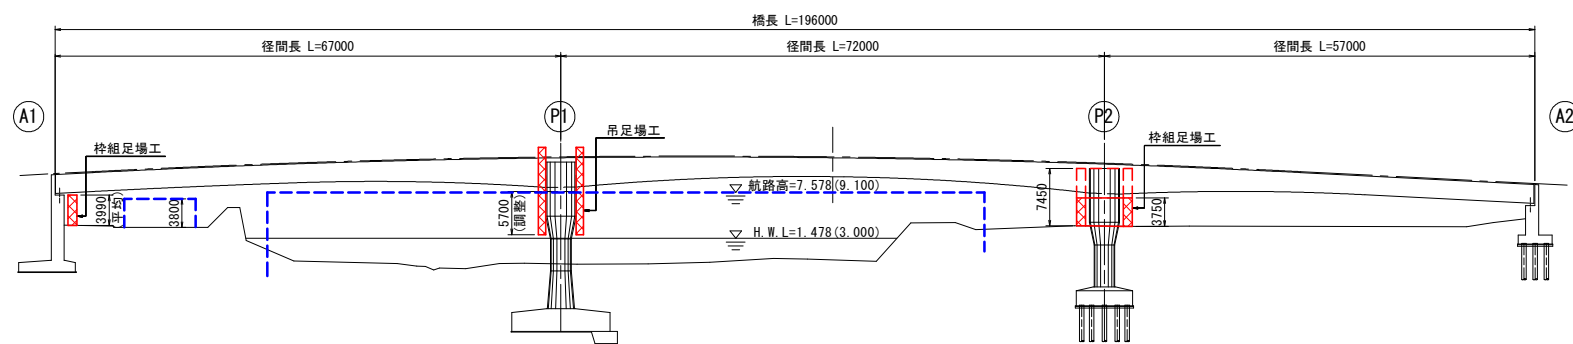 橋長 L=196000
径間長 L=67000
径間長 L=72000
径間長 L=57000
A1
P1
P2
A2
枠組足場工
吊足場工
枠組足場工
3990
(平均)
3800
5700
(調整)
航路高=7.578(9.100)
H.W.L=1.478(3.000)
7450
3750